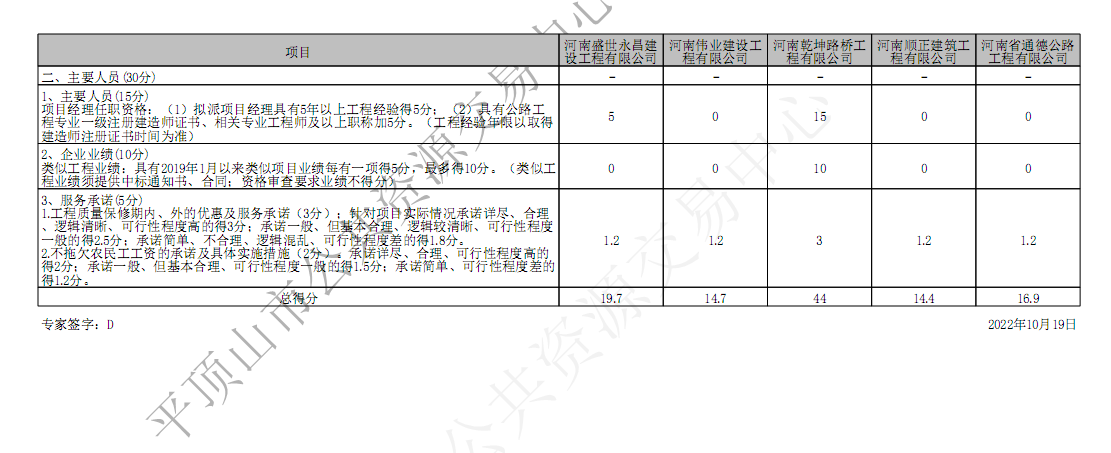 项目
河南盛世永昌建
设工程有限公司
河南伟业建设工
程有限公司
河南乾坤路桥工
程有限公司
河南顺正建筑工
程有限公司
河南省通德公路
工程有限公司
二、主要人员(30分)
－ － － － －
1、主要人员(15分)
项目经理任职资格：（1）拟派项目经理具有5年以上工程经验得5分；（2）具有公路工
程专业一级注册建造师证书、相关专业工程师及以上职称加5分。（工程经验年限以取得
建造师注册证书时间为准）
5 0 15 0 0
2、企业业绩(10分)
类似工程业绩：具有2019年1月以来类似项目业绩每有一项得5分，最多得10分。（类似工
程业绩须提供中标通知书、合同；资格审查要求业绩不得分）
0 0 10 0 0
3、服务承诺(5分)
1.工程质量保修期内、外的优惠及服务承诺（3分）；针对项目实际情况承诺详尽、合理
、逻辑清晰、可行性程度高的得3分；承诺一般、但基本合理、逻辑较清晰、可行性程度
一般的得2.5分；承诺简单、不合理、逻辑混乱、可行性程度差的得1.8分。
2.不拖欠农民工工资的承诺及具体实施措施（2分）。承诺详尽、合理、可行性程度高的
得2分；承诺一般、但基本合理、可行性程度一般的得1.5分；承诺简单、可行性程度差的
得1.2分。
1.2 1.2 3 1.2 1.2
总得分 19.7 14.7 44 14.4 16.9
专家签字：D
2022年10月19日
平顶山市公共资源交易中心
公共资源交易中心